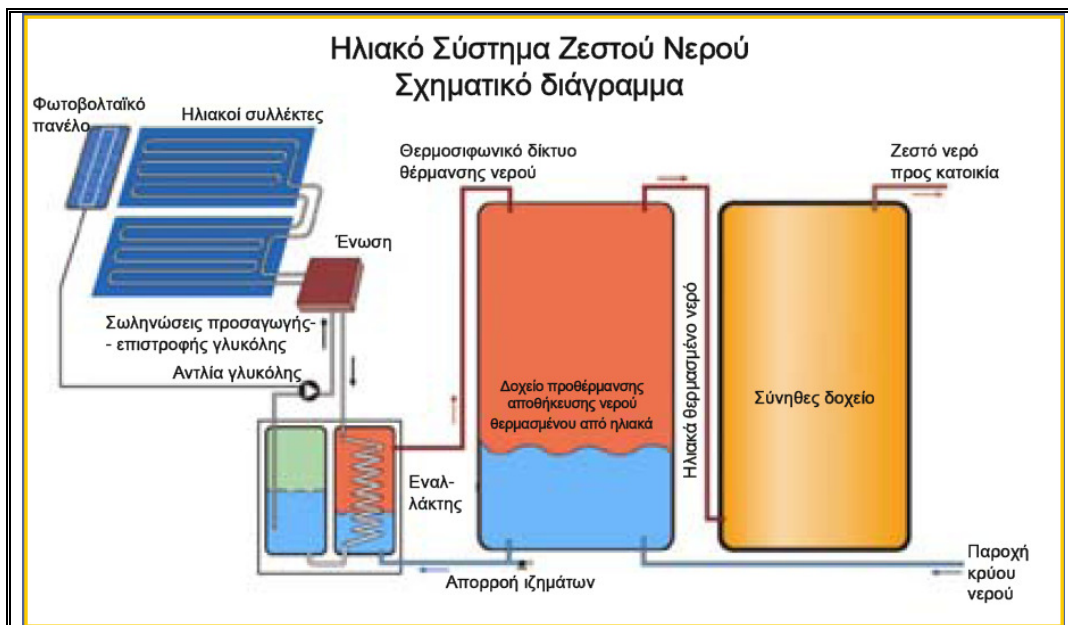 Ηλιακό Σύστημα Ζεστού Νερού
Σχηματικό διάγραμμα
Φωτοβολταϊκό
πανέλο
Ηλιακοί συλλέκτες
Θερμοσιφωνικό δίκτυο
θέρμανσης νερού
Ζεστό νερό
προς κατοικία
Ένωση
Σωληνώσεις προσαγωγής-
- επιστροφής γλυκόλης
Αντλία γλυκόλης
Δοχείο προθέρμανσης
αποθήκευσης νερού
θερμασμένου από ηλιακά
Ηλιακά θερμασμένο νερό
Σύνηθες δοχείο
Εναλ-
λάκτης
Απορροή ιζημάτων
Παροχή
κρύου
νερού